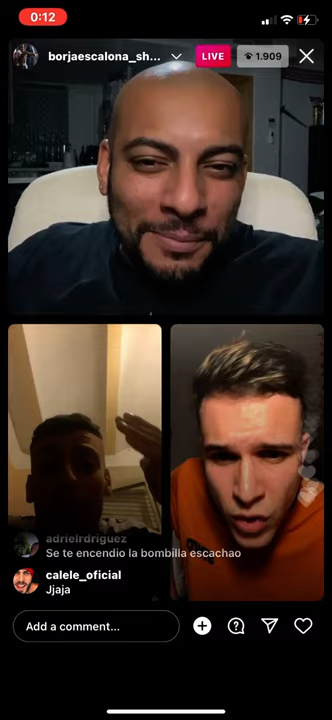 0:12
borjaescalona_sh...
LIVE
1.909
adrielrdriguez
Se te encendio la bombilla escachao
calele_oficial
Jjaja
Add a comment...